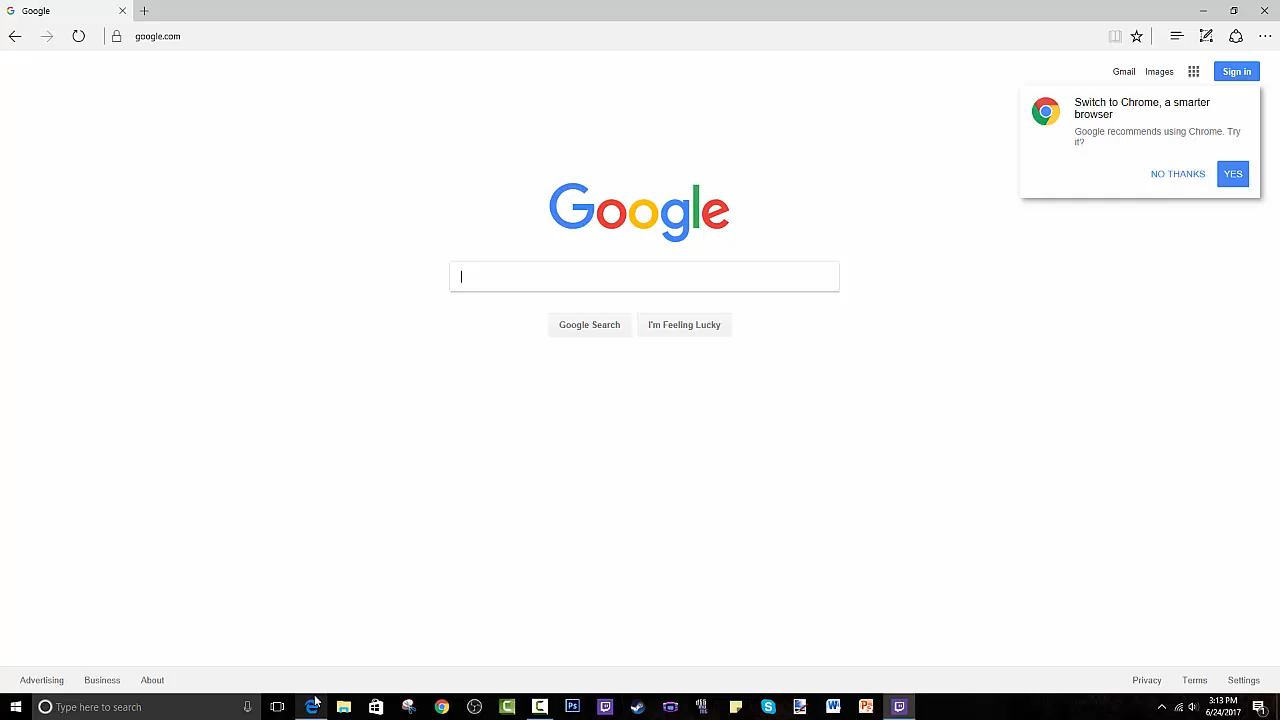 Google
google.com
Gmail
Images
Sign in
Switch to Chrome, a smarter
browser
Google recommends using Chrome. Try
it?
NO THANKS
YES
Google
Google Search
I'm Feeling Lucky
Advertising
Business
About
Privacy
Terms
Settings
Type here to search
3:13 PM
6/24/2017